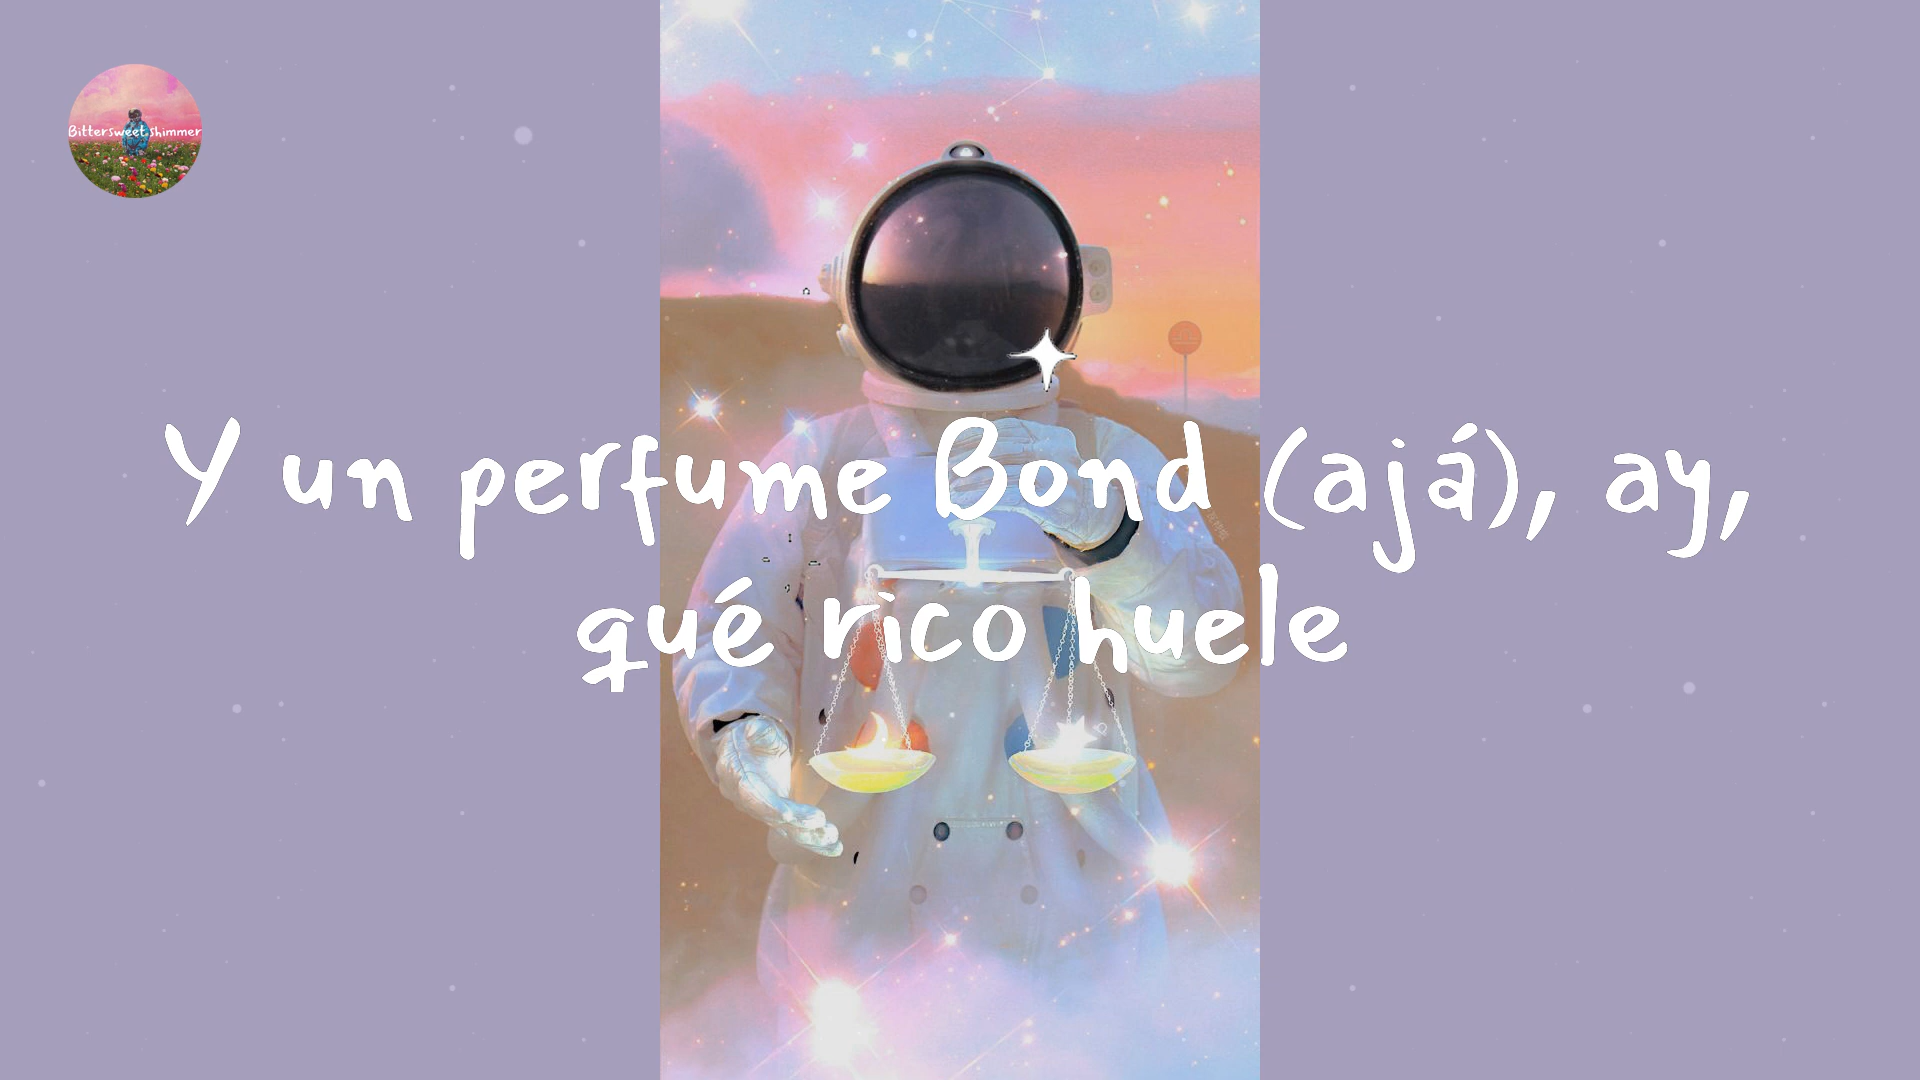 Bittersweet shimmer
Y un perfume Bond (ajá), ay,
qué rico huele